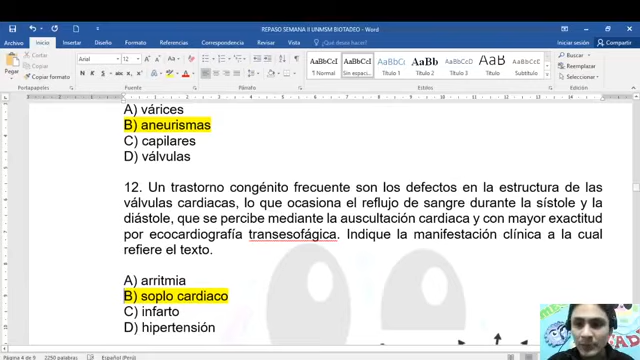 REPASO SEMANA II UNMSM BIOTADEO - Word
Archivo Inicio Insertar Diseño Formato Referencias Correspondencia Revisar Vista ¿Qué desea hacer? Iniciar sesión Compartir
Pegar
Cortar
Copiar
Copiar formato
Arial 12
AaBbCcI AaBbCcI AaBbC AaBb AaBbCcI AaB AaBbCcI
1 Normal Sin espaci... Título 1 Título 2 Título 3 Título Subtítulo
Buscar
Reemplazar
Seleccionar
Portapapeles Fuente Párrafo Estilos Edición
A) várices
B) aneurismas
C) capilares
D) válvulas
12. Un trastorno congénito frecuente son los defectos en la estructura de las
válvulas cardiacas, lo que ocasiona el reflujo de sangre durante la sístole y la
diástole, que se percibe mediante la auscultación cardiaca y con mayor exactitud
por ecocardiografía transesofágica. Indique la manifestación clínica a la cual
refiere el texto.
A) arritmia
B) soplo cardiaco
C) infarto
D) hipertensión
Página 4 de 6 2250 palabras Español (Perú)